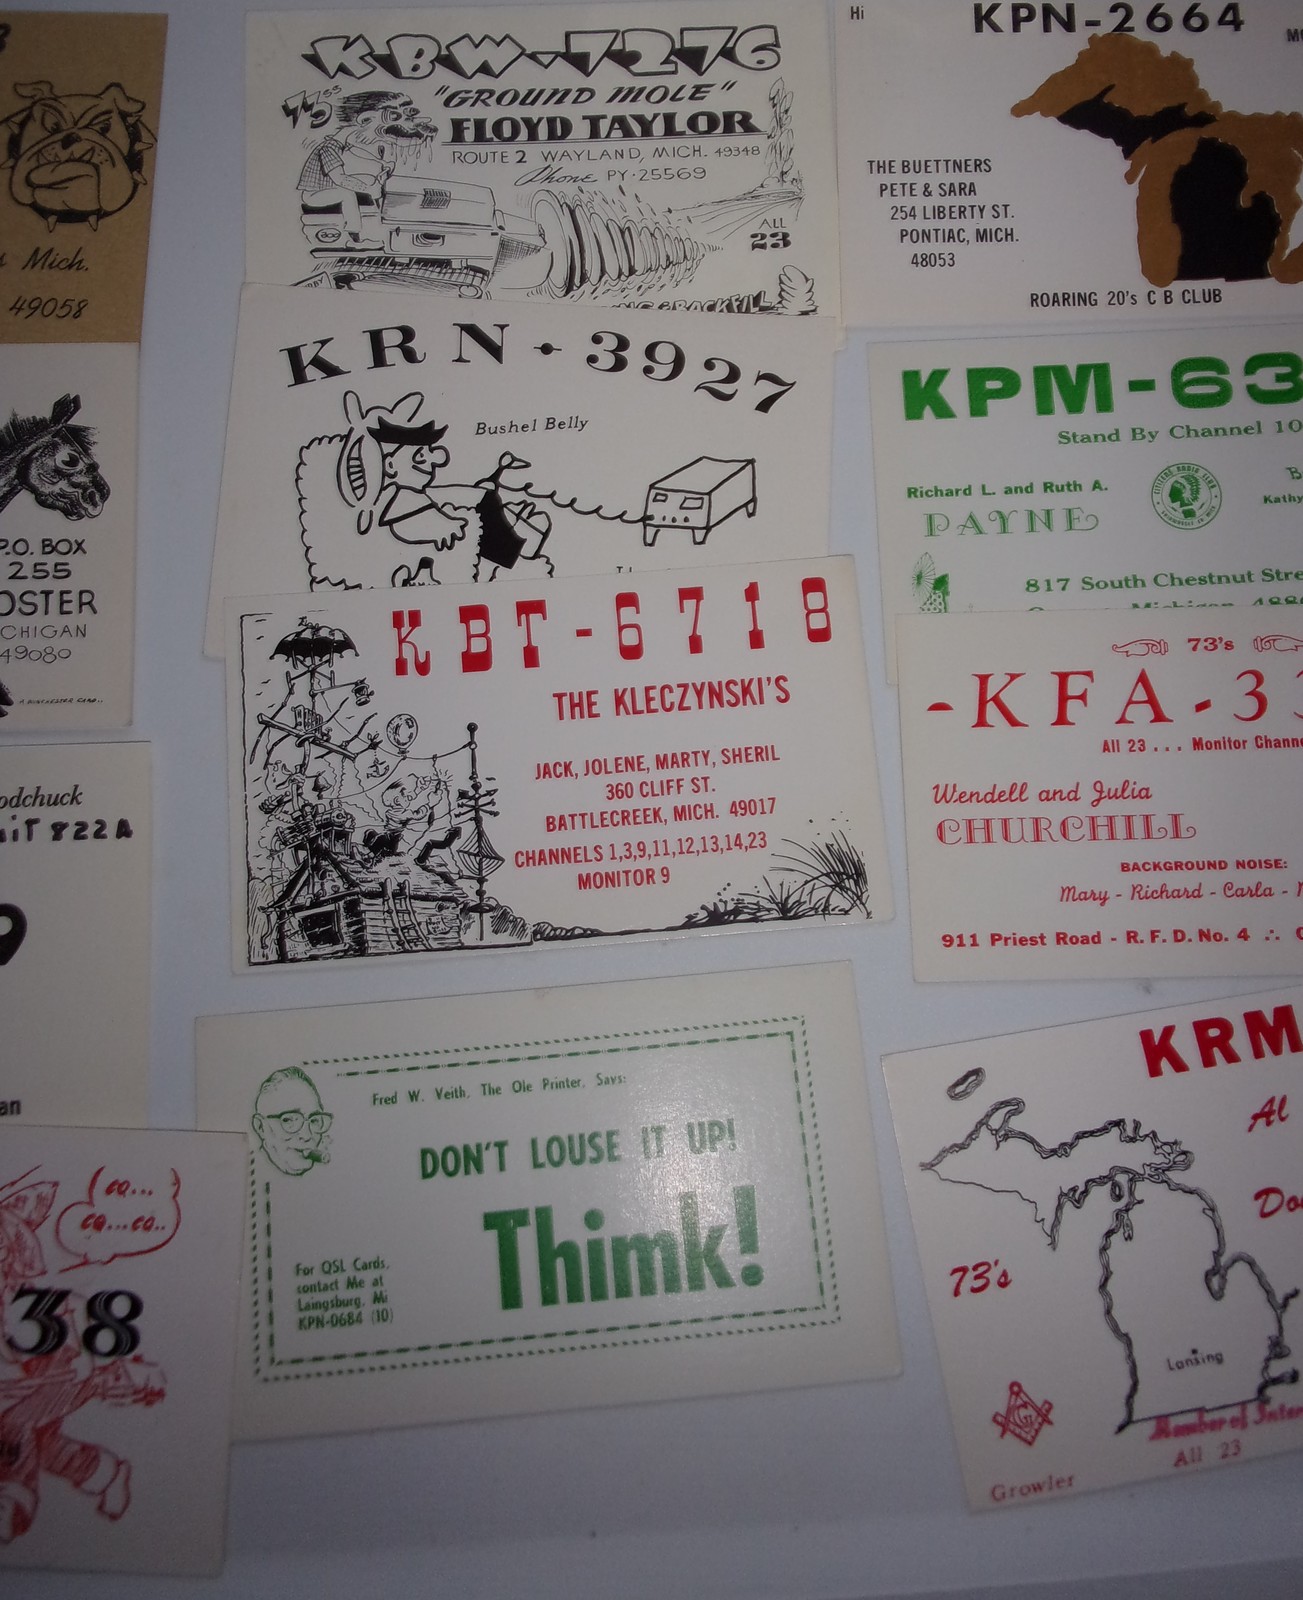 Mich.
49058
P.O. BOX
255
CHIGAN
49080
38
CQ...
CQ...CQ..
KBW-7276
73's
"GROUND MOLE"
FLOYD TAYLOR
ROUTE 2 WAYLAND, MICH. 49348
Phone PY·25569
ALL
23
& BACKFILL
KRN·3927
Bushel Belly
KBT-6718
THE KLECZYNSKI'S
JACK, JOLENE, MARTY, SHERIL
360 CLIFF ST.
BATTLECREEK, MICH. 49017
CHANNELS 1,3,9,11,12,13,14,23
MONITOR 9
Fred W. Veith, The Ole Printer, Says:
DON'T LOUSE IT UP!
Thimk!
For QSL Cards,
contact Me at
Laingsburg, Mi
KPN-0684 (10)
Hi
KPN-2664
THE BUETTNERS
PETE & SARA
254 LIBERTY ST.
PONTIAC, MICH.
48053
ROARING 20's C B CLUB
KPM-63
Stand By Channel 10
Richard L. and Ruth A.
PAYNE
Kathy
817 South Chestnut Stre
73's
-KFA-33
All 23 ... Monitor Channe
Wendell and Julia
CHURCHILL
BACKGROUND NOISE:
Mary - Richard - Carla -
911 Priest Road - R. F. D. No. 4 ∴
KRM
Al
73's
Lansing
G
Member of Inter
All 23
Growler